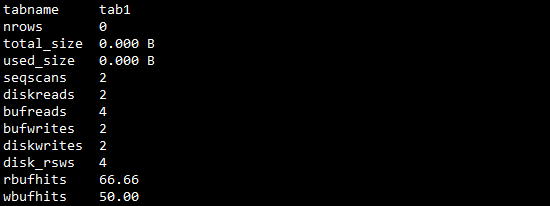 tabname tab1
nrows 0
total_size 0.000 B
used_size 0.000 B
seqscans 2
diskreads 2
bufreads 4
bufwrites 2
diskwrites 2
disk_rsws 4
rbufhits 66.66
wbufhits 50.00